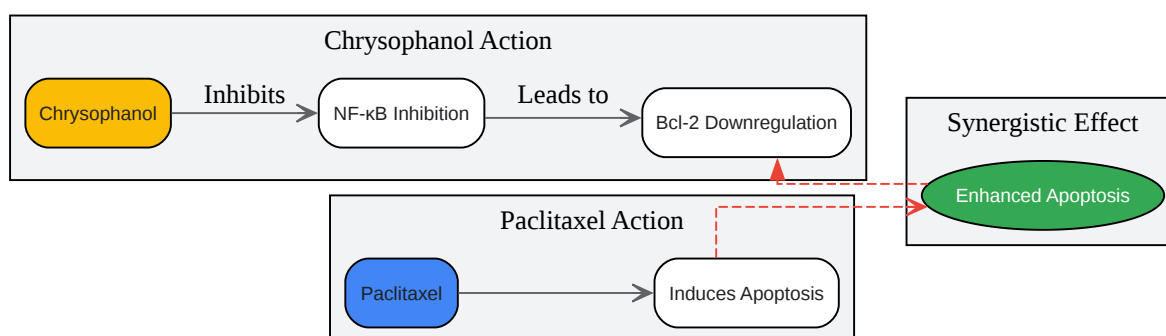 Chrysophanol Action
Chrysophanol
Inhibits
NF-κB Inhibition
Leads to
Bcl-2 Downregulation
Synergistic Effect
Enhanced Apoptosis
Paclitaxel Action
Paclitaxel
Induces Apoptosis